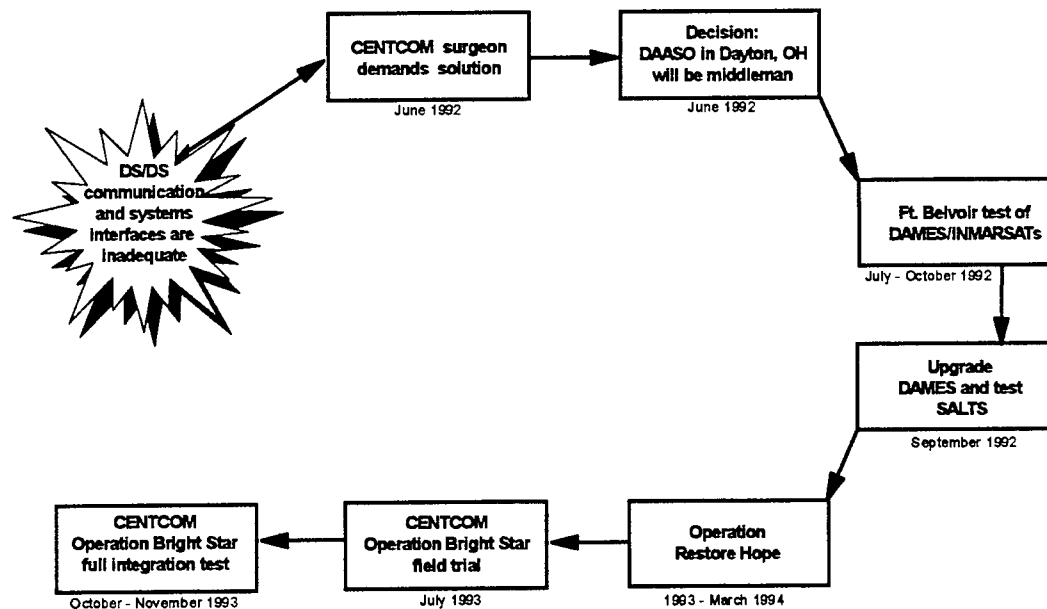 DS/DS
communication
and systems
interfaces are
inadequate
CENTCOM surgeon
demands solution
June 1992
Decision:
DAASO in Dayton, OH
will be middleman
June 1992
Ft. Belvoir test of
DAMES/INMARSATs
July - October 1992
Upgrade
DAMES and test
SALTS
September 1992
Operation
Restore Hope
1993 - March 1994
CENTCOM
Operation Bright Star
field trial
July 1993
CENTCOM
Operation Bright Star
full integration test
October - November 1993